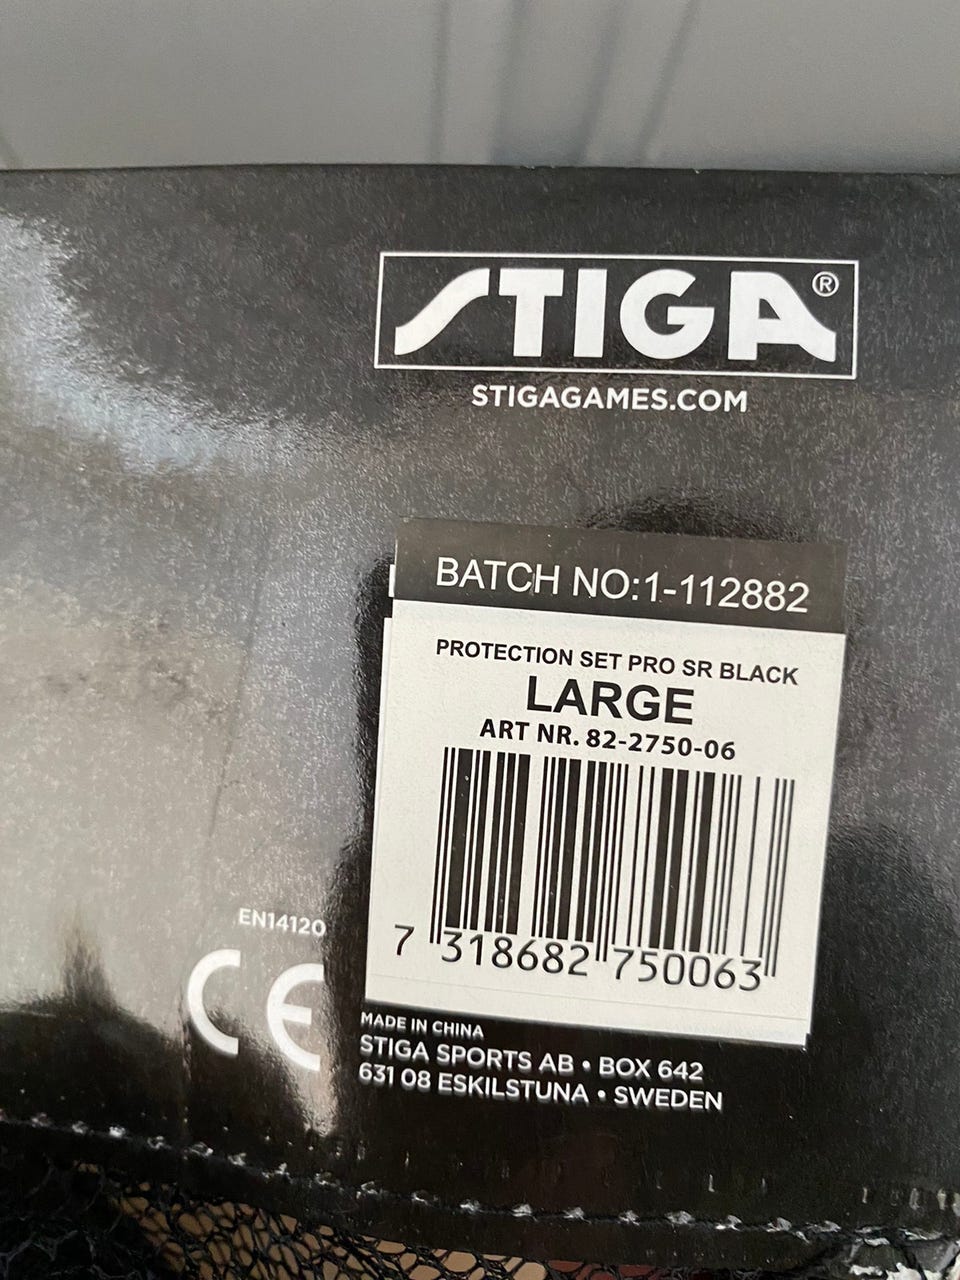 STIGA®
STIGAGAMES.COM
BATCH NO:1-112882
PROTECTION SET PRO SR BLACK
LARGE
ART NR. 82-2750-06
7 318682 750063
EN14120
CE
MADE IN CHINA
STIGA SPORTS AB • BOX 642
631 08 ESKILSTUNA • SWEDEN